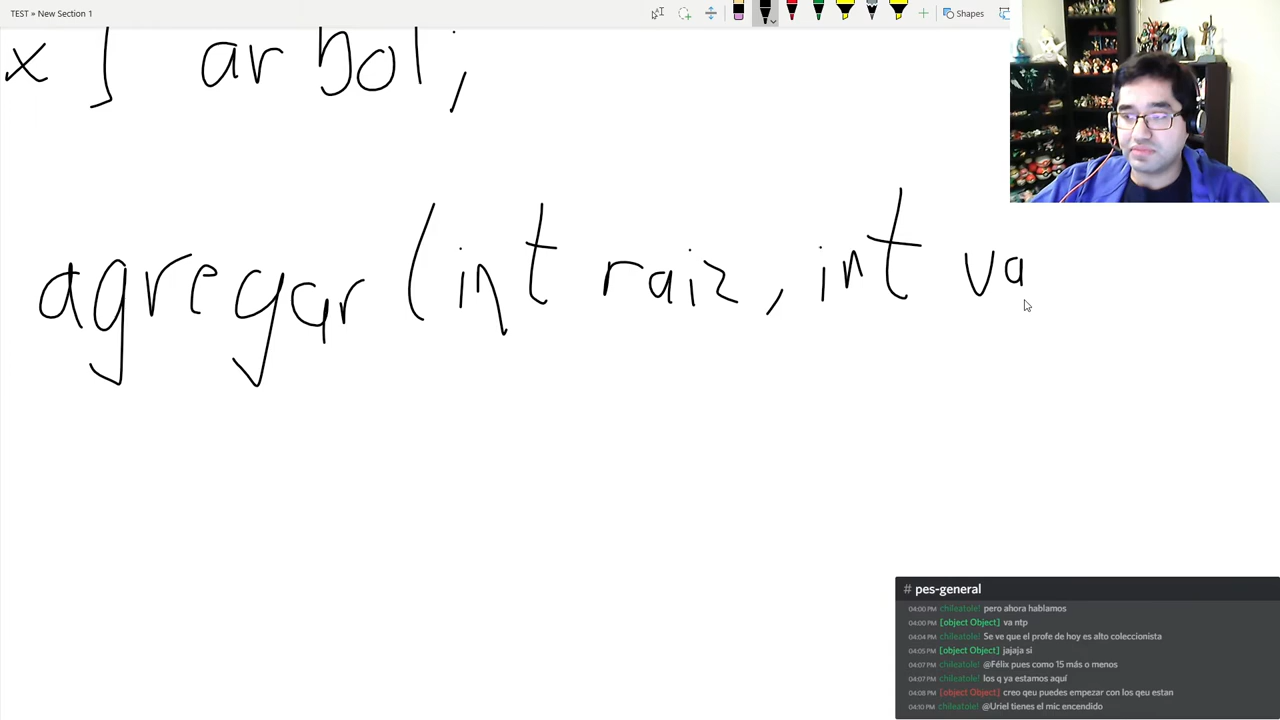 TEST » New Section 1
Shapes
x] arbol;
agregar(int raiz, int va
# pes-general
04:00 PM chileatole! pero ahora hablamos
04:00 PM [object Object] va ntp
04:04 PM chileatole! Se ve que el profe de hoy es alto coleccionista
04:05 PM [object Object] jajaja si
04:07 PM chileatole! @Félix pues como 15 más o menos
04:07 PM chileatole! los q ya estamos aquí
04:08 PM [object Object] creo qeu puedes empezar con los qeu estan
04:10 PM chileatole! @Uriel tienes el mic encendido